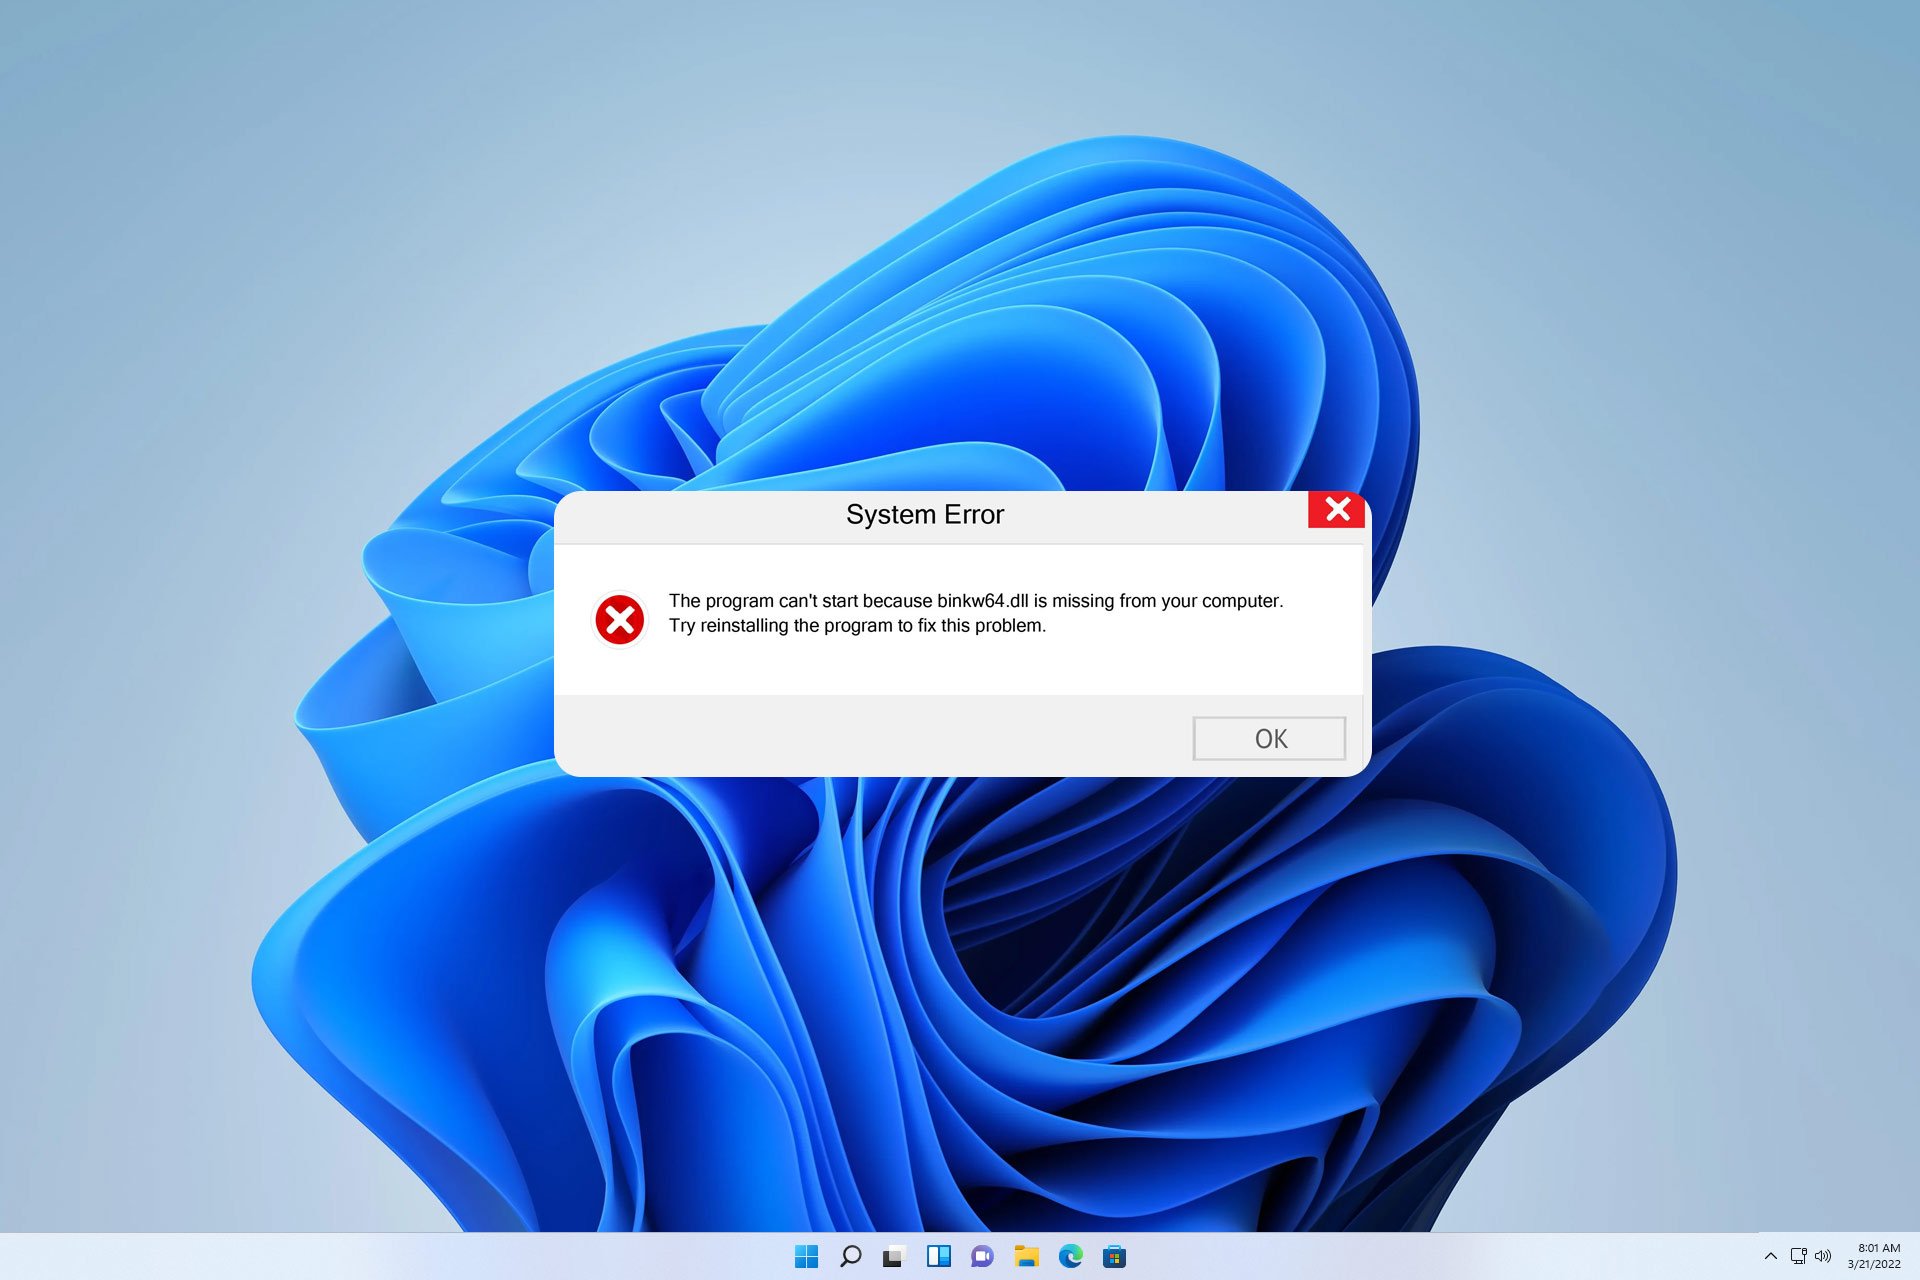 System Error
The program can't start because binkw64.dll is missing from your computer.
Try reinstalling the program to fix this problem.
OK
8:01 AM
3/21/2022